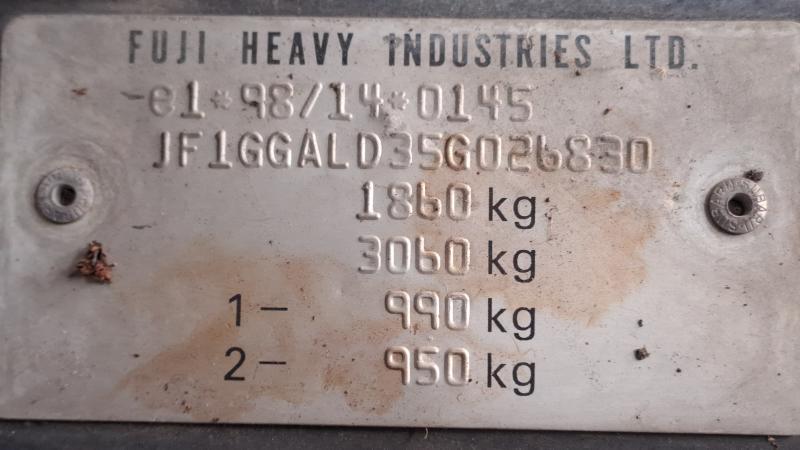 FUJI HEAVY INDUSTRIES LTD.
e1*98/14*0145
JF1GGALD35G026830
1860 kg
3060 kg
1- 990 kg
2- 950 kg